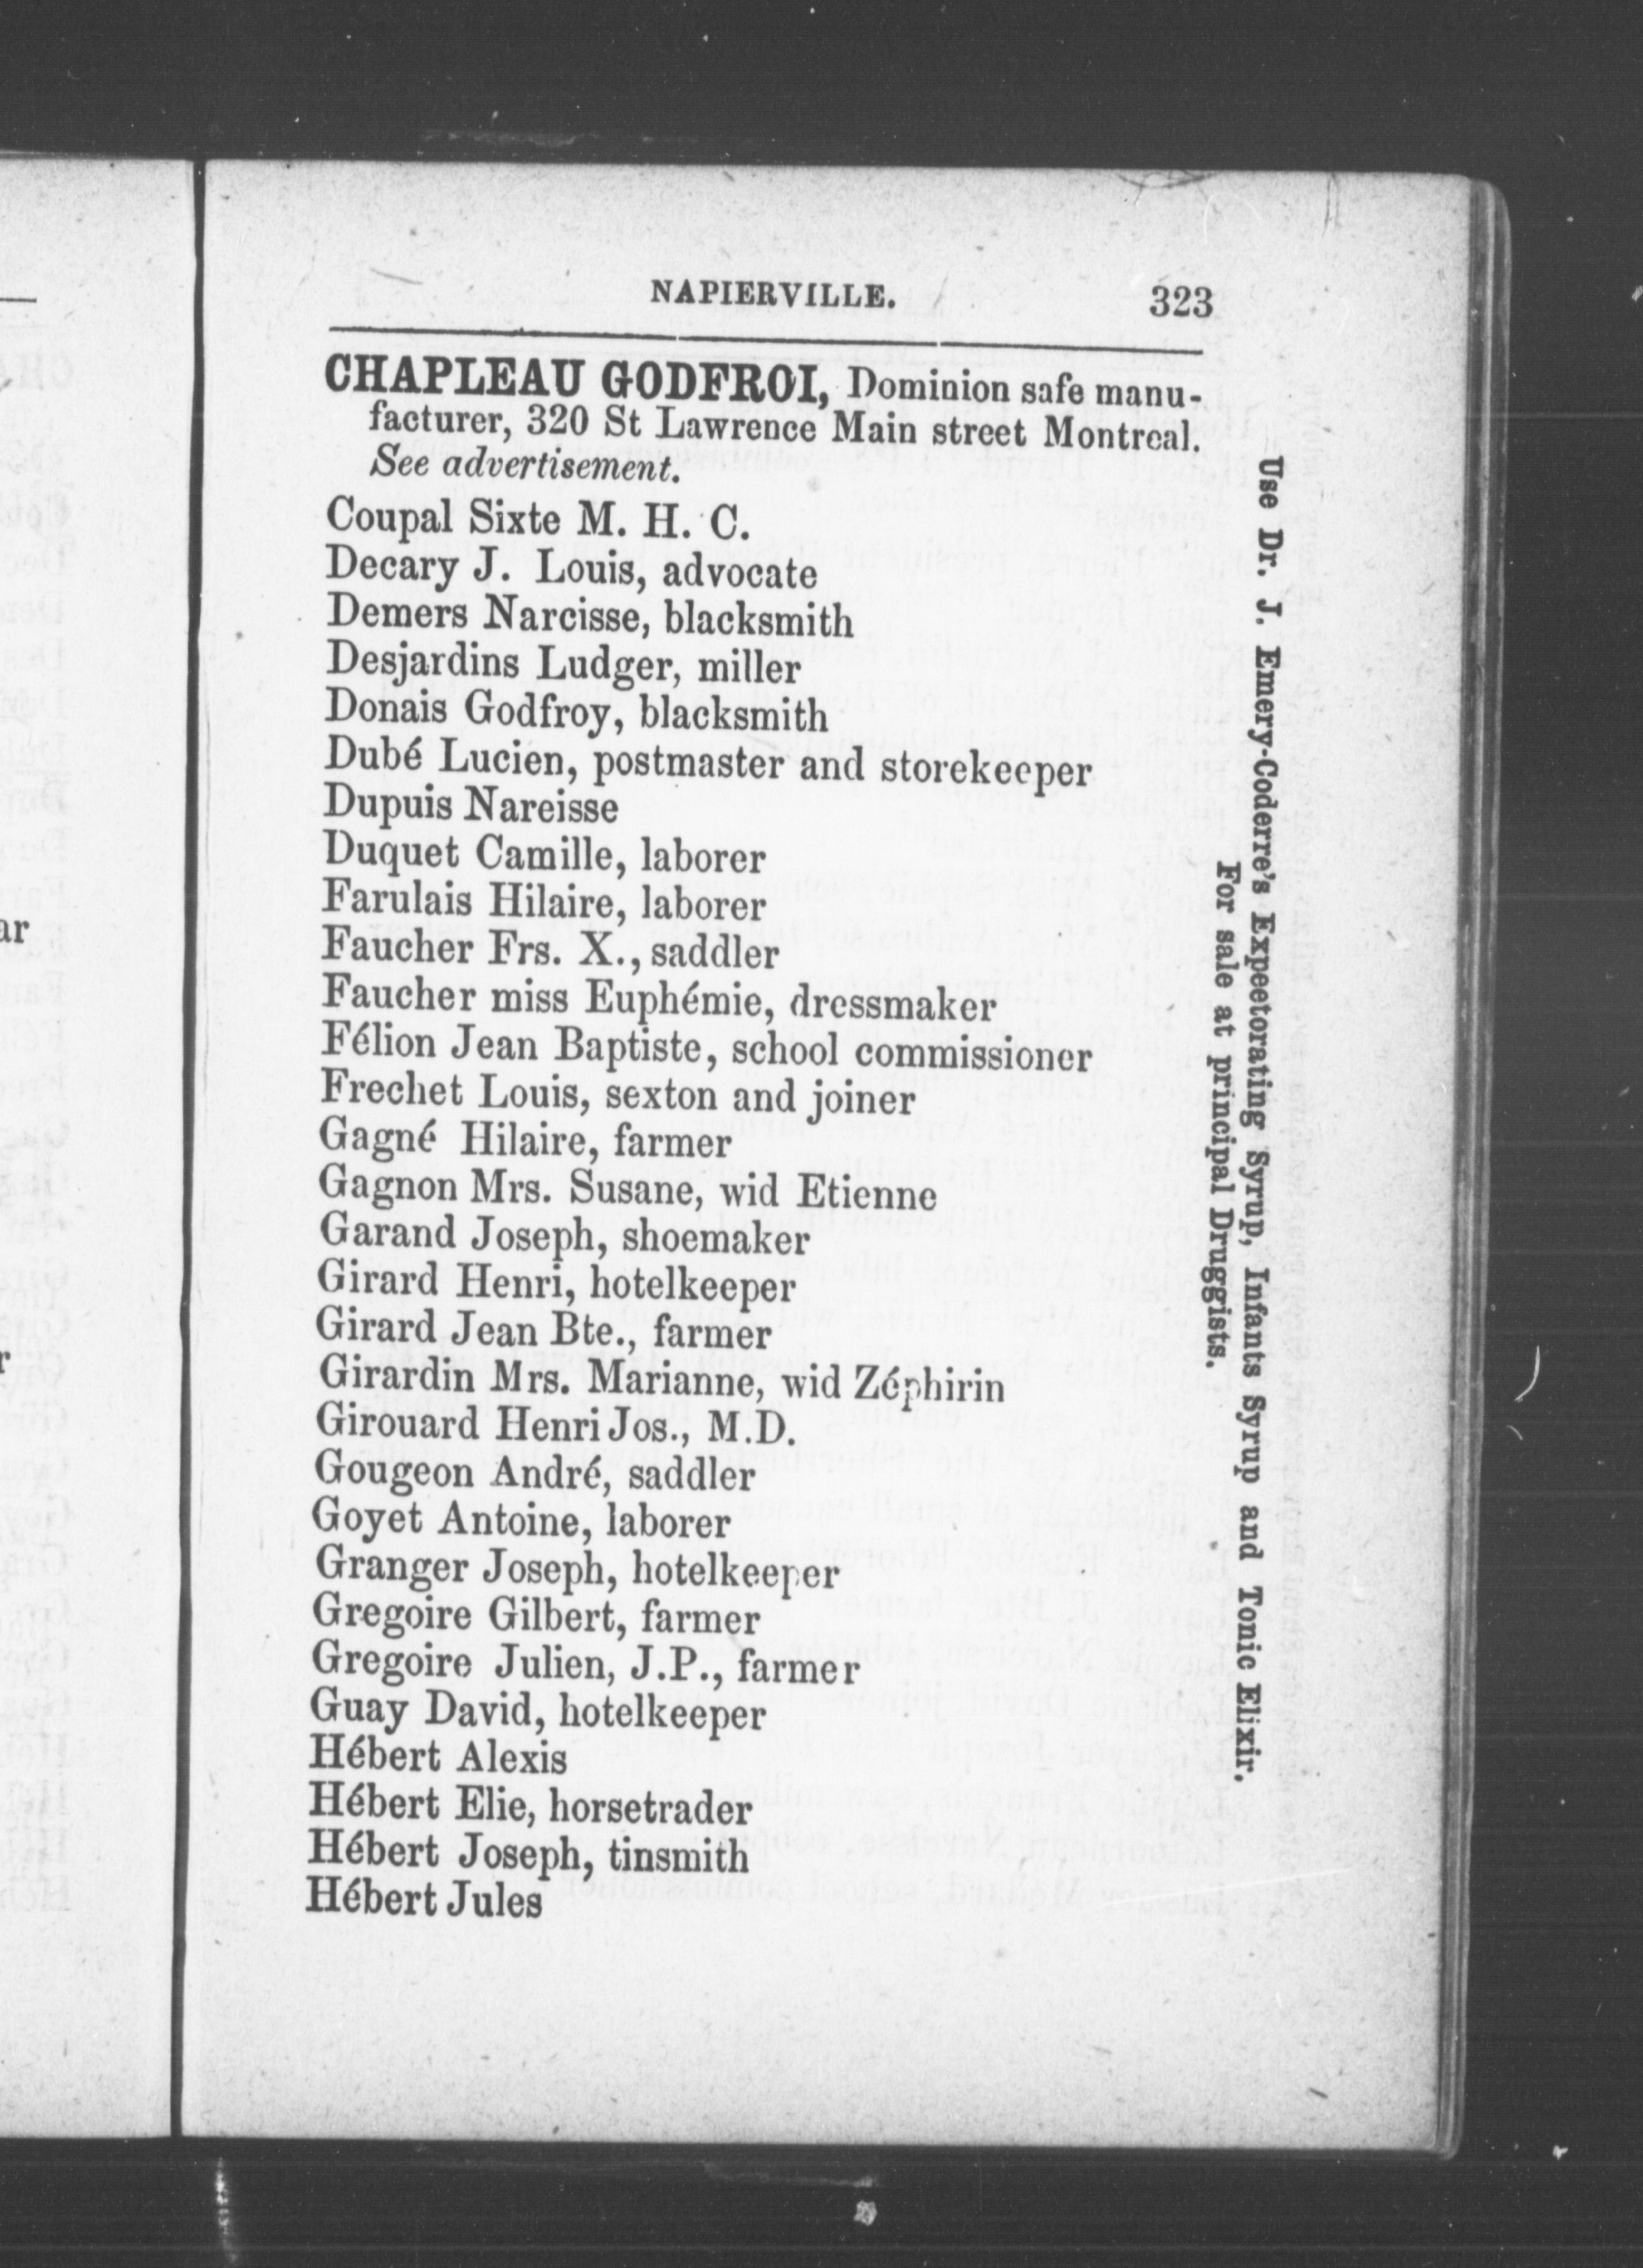 NAPIERVILLE. 323
CHAPLEAU GODFROI, Dominion safe manu-
facturer, 320 St Lawrence Main street Montreal.
See advertisement.
Coupal Sixte M. H. C.
Decary J. Louis, advocate
Demers Narcisse, blacksmith
Desjardins Ludger, miller
Donais Godfroy, blacksmith
Dubé Lucien, postmaster and storekeeper
Dupuis Nareisse
Duquet Camille, laborer
Farulais Hilaire, laborer
Faucher Frs. X., saddler
Faucher miss Euphémie, dressmaker
Félion Jean Baptiste, school commissioner
Frechet Louis, sexton and joiner
Gagné Hilaire, farmer
Gagnon Mrs. Susane, wid Etienne
Garand Joseph, shoemaker
Girard Henri, hotelkeeper
Girard Jean Bte., farmer
Girardin Mrs. Marianne, wid Zéphirin
Girouard Henri Jos., M.D.
Gougeon André, saddler
Goyet Antoine, laborer
Granger Joseph, hotelkeeper
Gregoire Gilbert, farmer
Gregoire Julien, J.P., farmer
Guay David, hotelkeeper
Hébert Alexis
Hébert Elie, horsetrader
Hébert Joseph, tinsmith
Hébert Jules
Use Dr. J. Emery-Coderre's Expectorating Syrup, Infants Syrup and Tonic Elixir.
For sale at principal Druggists.